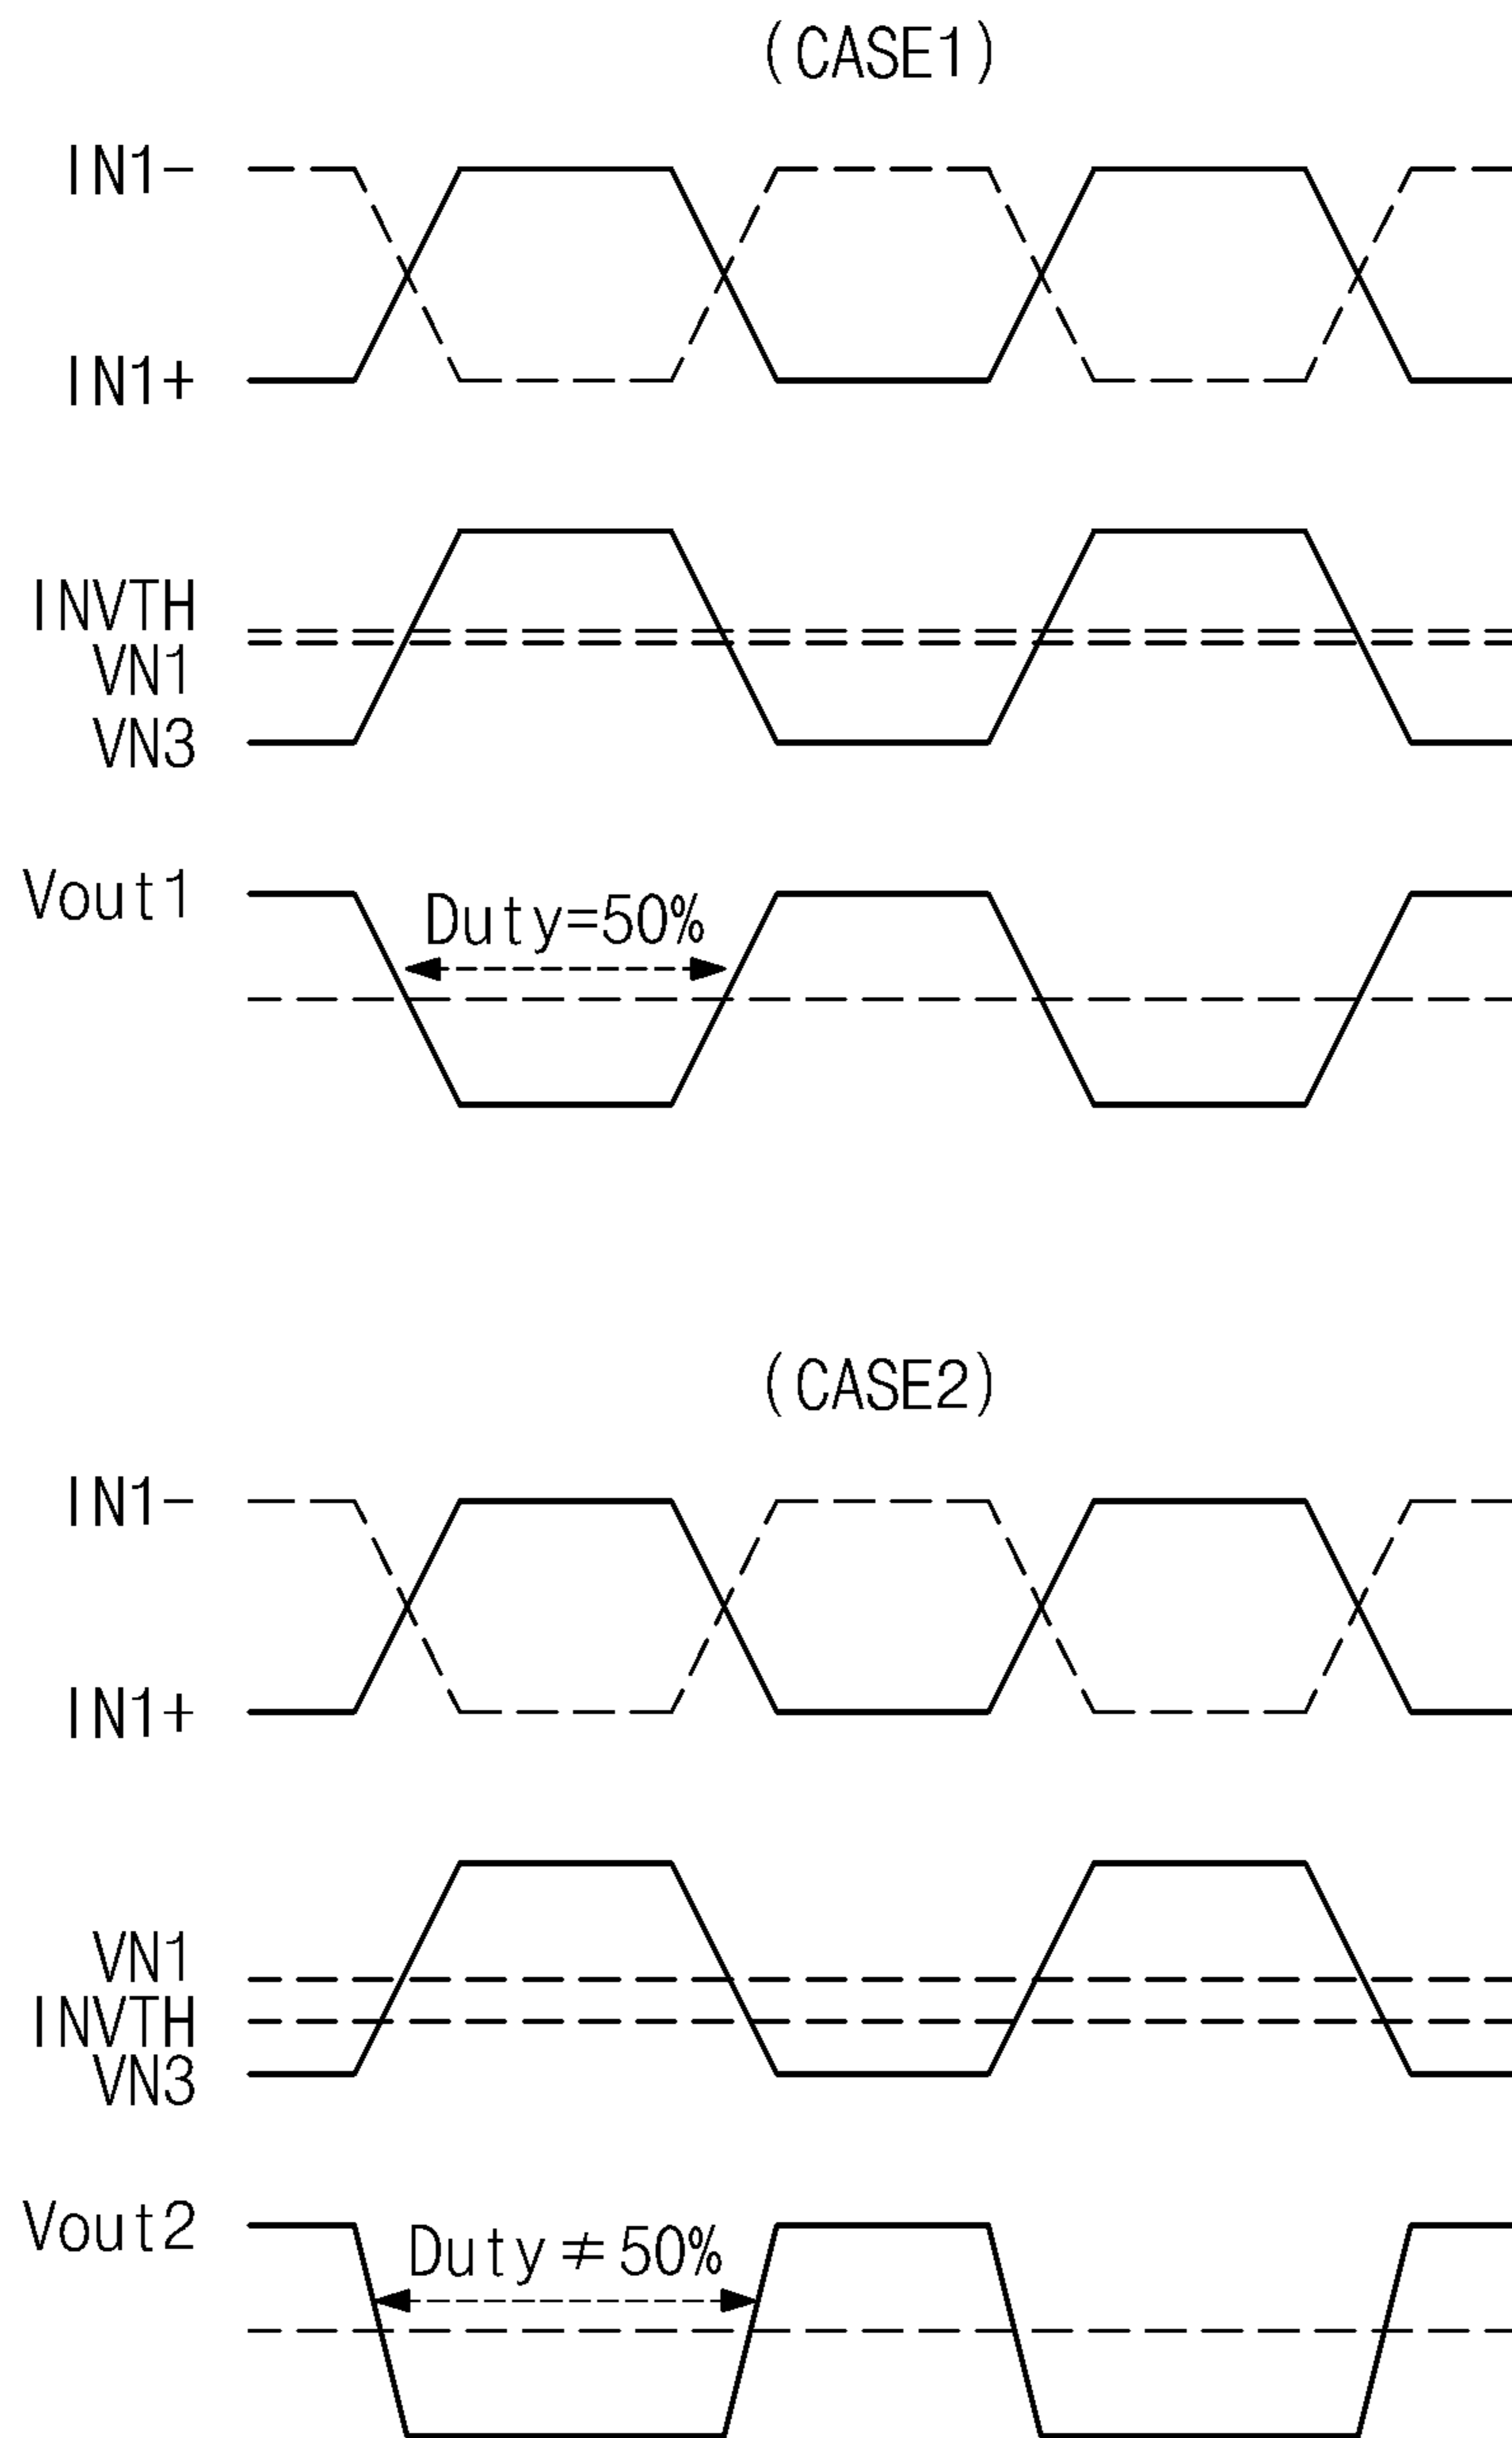 (CASE1)
IN1-
IN1+
INVTH
VN1
VN3
Vout1
Duty=50%
(CASE2)
IN1-
IN1+
VN1
INVTH
VN3
Vout2
Duty≠50%